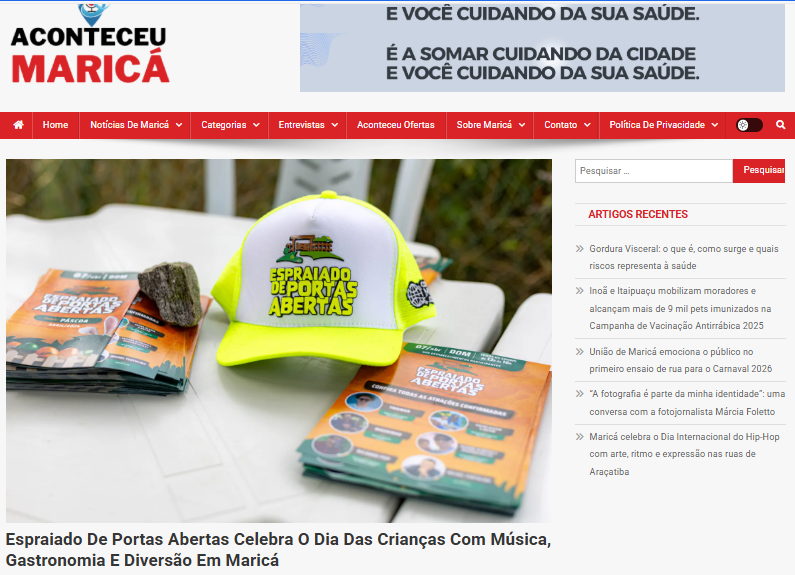 ACONTECEU
MARICÁ
E VOCÊ CUIDANDO DA SUA SAÚDE.
É A SOMAR CUIDANDO DA CIDADE
E VOCÊ CUIDANDO DA SUA SAÚDE.
Home
Notícias De Maricá
Categorias
Entrevistas
Aconteceu Ofertas
Sobre Maricá
Contato
Política De Privacidade
Pesquisar ...
Pesquisar
ESPRAIADO
DE PORTAS
ABERTAS
ESPRAIADO
DE PORTAS
ABERTAS
PÁSCOA
DOM
ESPRAIADO
DE PORTAS
ABERTAS
CONFIRA TODAS AS ATRAÇÕES CONFIRMADAS
Espraiado De Portas Abertas Celebra O Dia Das Crianças Com Música,
Gastronomia E Diversão Em Maricá
ARTIGOS RECENTES
Gordura Visceral: o que é, como surge e quais
riscos representa à saúde
Inoã e Itaipuaçu mobilizam moradores e
alcançam mais de 9 mil pets imunizados na
Campanha de Vacinação Antirrábica 2025
União de Maricá emociona o público no
primeiro ensaio de rua para o Carnaval 2026
“A fotografia é parte da minha identidade”: uma
conversa com a fotojornalista Márcia Foletto
Maricá celebra o Dia Internacional do Hip-Hop
com arte, ritmo e expressão nas ruas de
Araçatiba